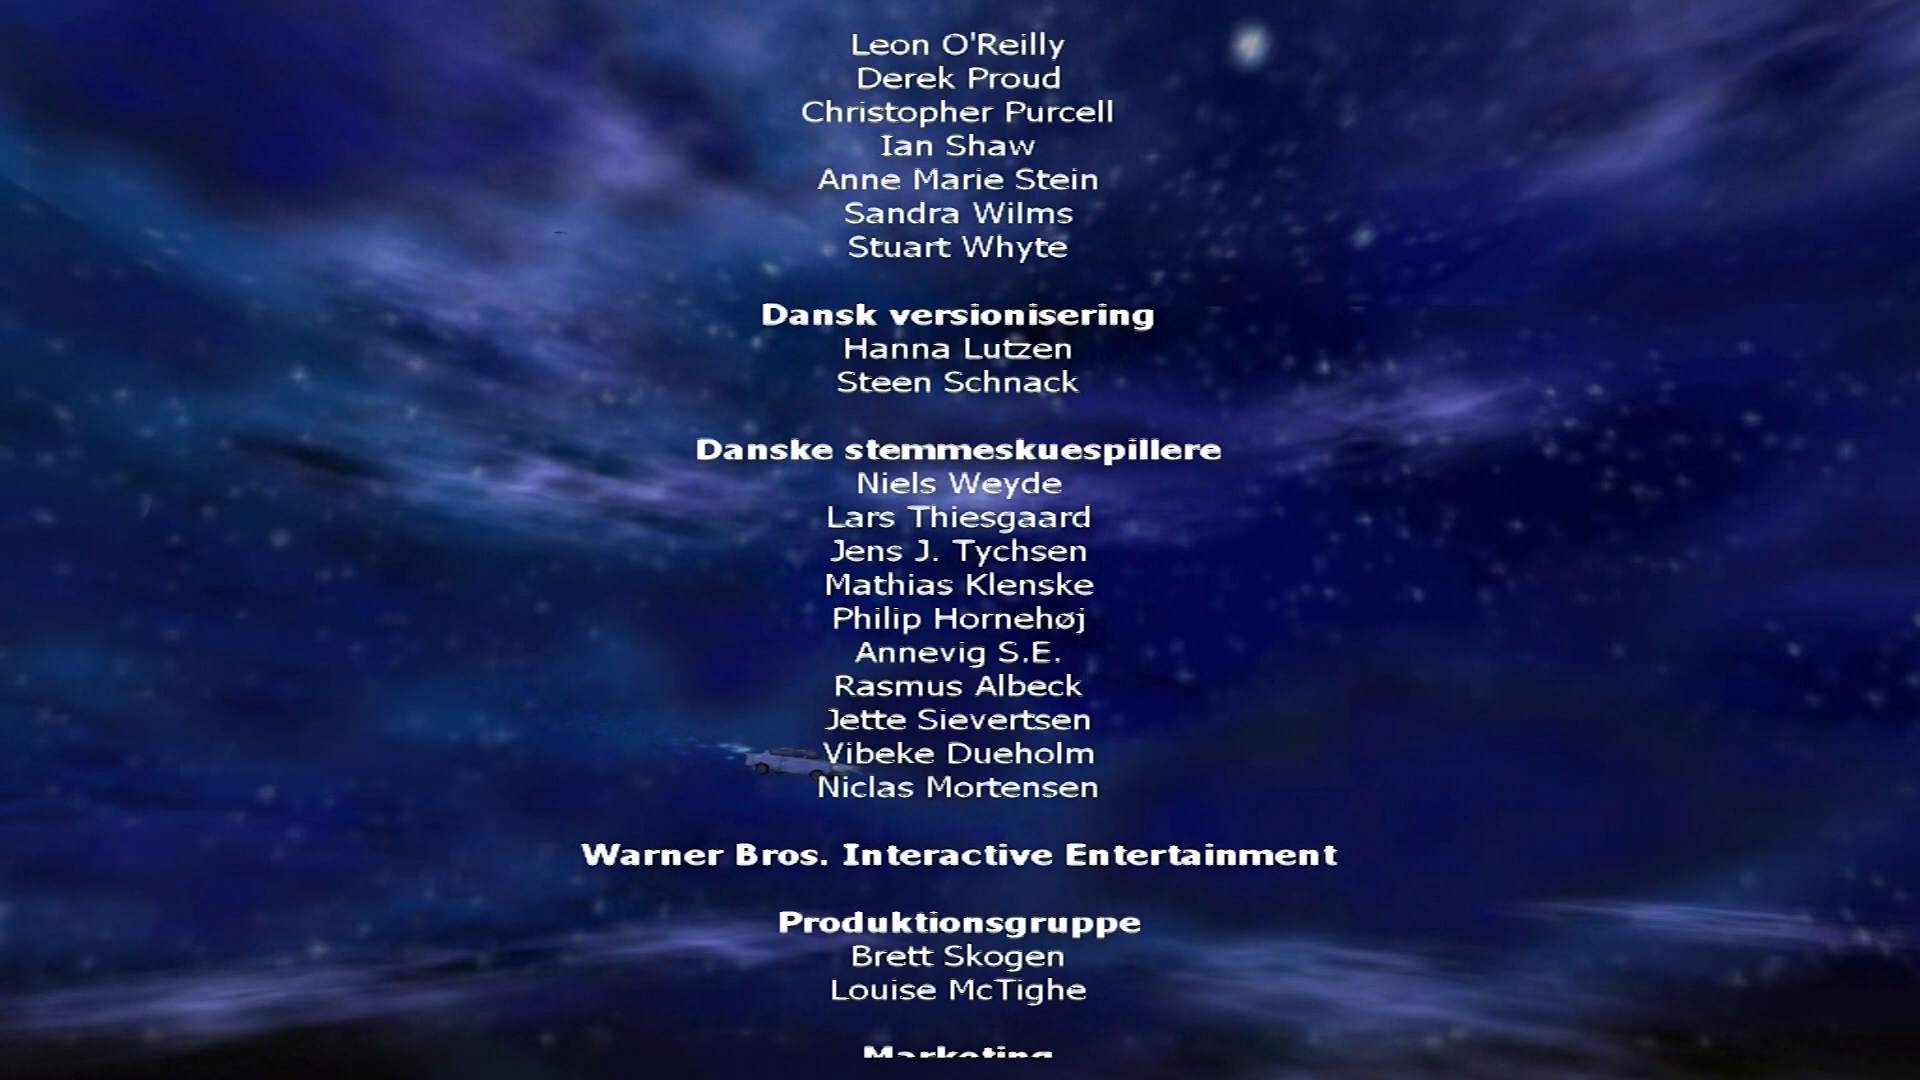 Leon O'Reilly
Derek Proud
Christopher Purcell
Ian Shaw
Anne Marie Stein
Sandra Wilms
Stuart Whyte
Dansk versionisering
Hanna Lutzen
Steen Schnack
Danske stemmeskuespillere
Niels Weyde
Lars Thiesgaard
Jens J. Tychsen
Mathias Klenske
Philip Hornehøj
Annevig S.E.
Rasmus Albeck
Jette Sievertsen
Vibeke Dueholm
Niclas Mortensen
Warner Bros. Interactive Entertainment
Produktionsgruppe
Brett Skogen
Louise McTighe
Marketing